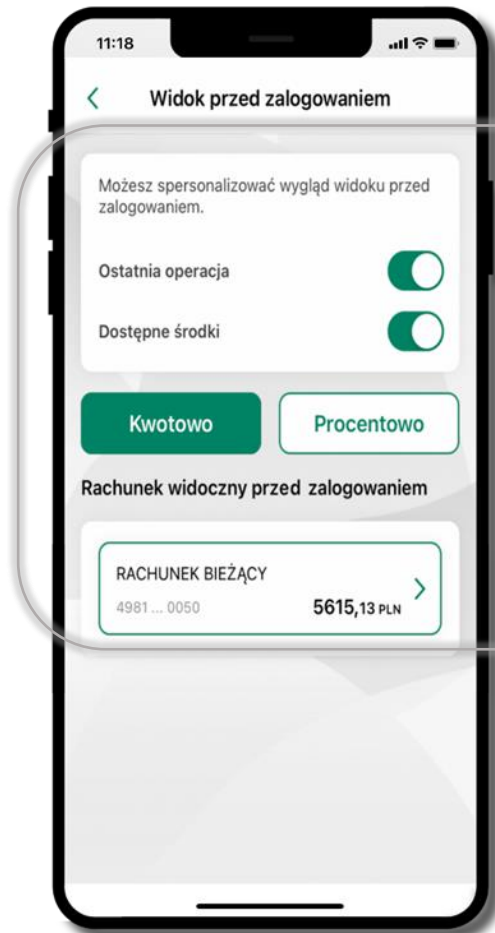 11:18
Widok przed zalogowaniem
Możesz spersonalizować wygląd widoku przed
zalogowaniem.
Ostatnia operacja
Dostępne środki
Kwotowo
Procentowo
Rachunek widoczny przed zalogowaniem
RACHUNEK BIEŻĄCY
4981 ... 0050
5615,13 PLN